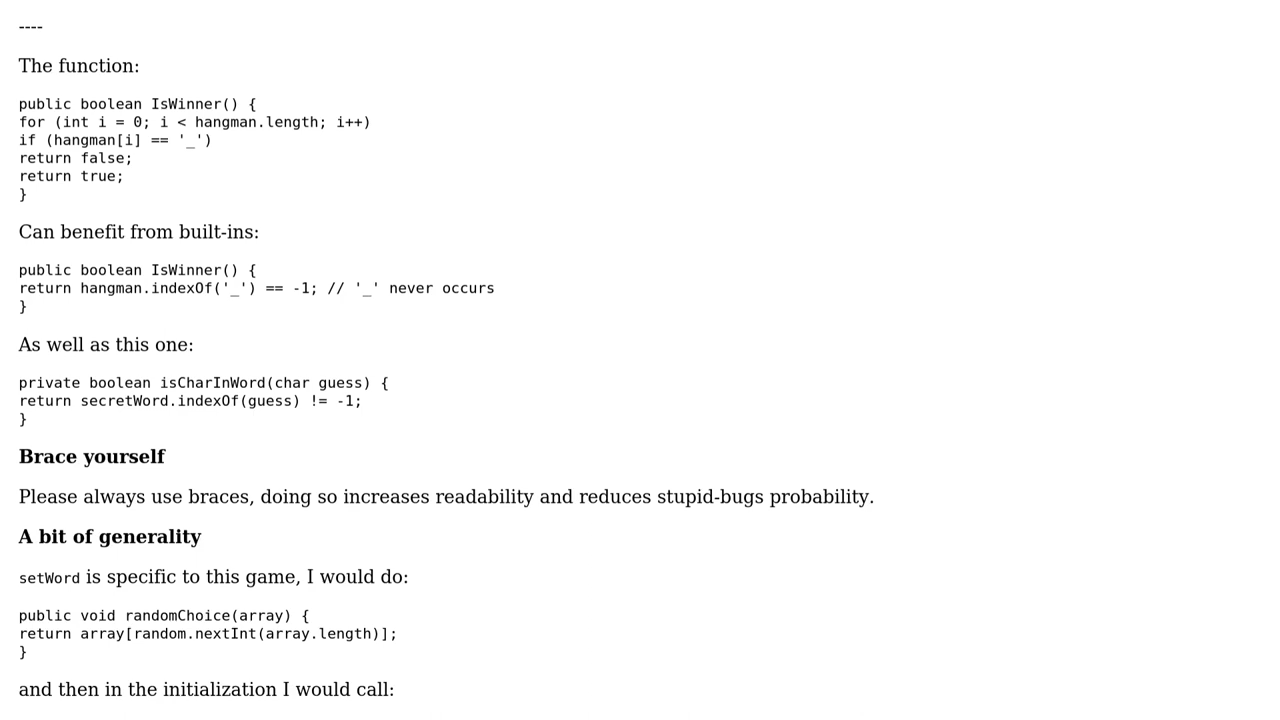 ----
The function:
public boolean IsWinner() {
for (int i = 0; i < hangman.length; i++)
if (hangman[i] == '_')
return false;
return true;
}
Can benefit from built-ins:
public boolean IsWinner() {
return hangman.indexOf('_') == -1; // '_' never occurs
}
As well as this one:
private boolean isCharInWord(char guess) {
return secretWord.indexOf(guess) != -1;
}
Brace yourself
Please always use braces, doing so increases readability and reduces stupid-bugs probability.
A bit of generality
setWord is specific to this game, I would do:
public void randomChoice(array) {
return array[random.nextInt(array.length)];
}
and then in the initialization I would call: